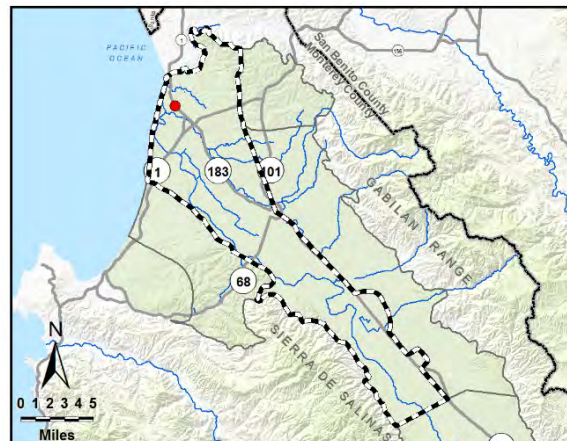 1
PACIFIC
OCEAN
156
San Benito County
Monterey County
1
183
101
GABILAN RANGE
68
SIERRA DE SALINAS
N
0 1 2 3 4 5
Miles